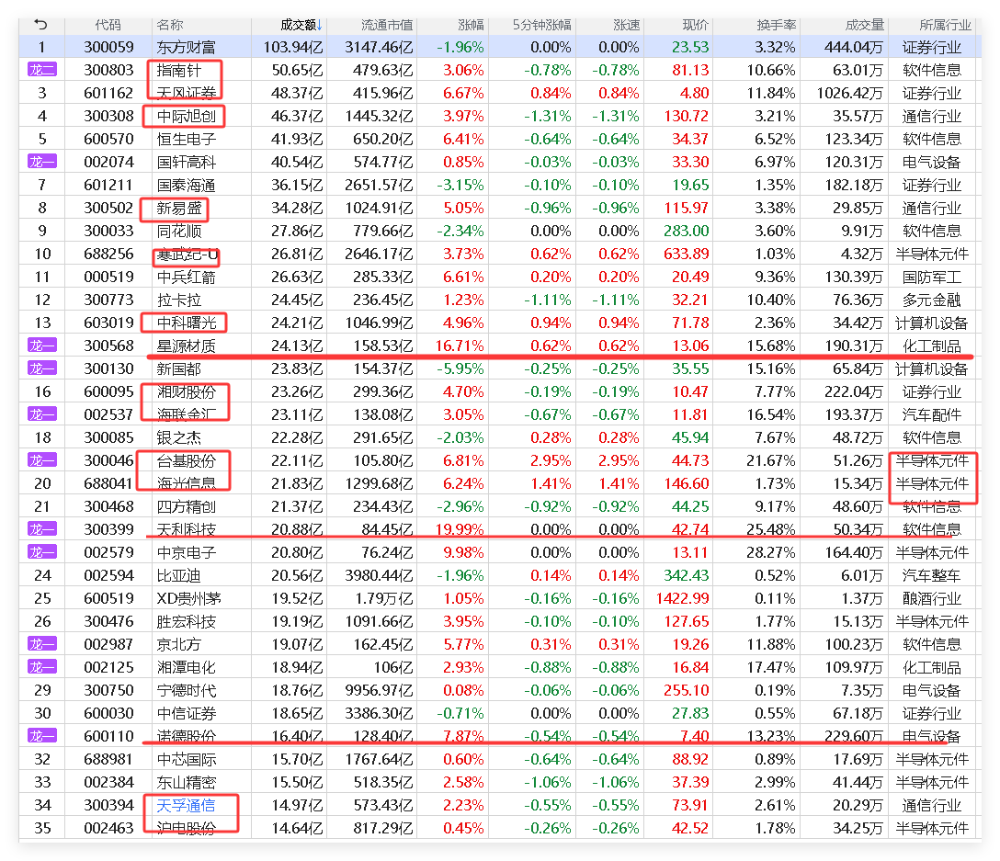 代码 名称 成交额↓ 流通市值 涨幅 5分钟涨幅 涨速 现价 换手率 成交量 所属行业
1 300059 东方财富 103.94亿 3147.46亿 -1.96% 0.00% 0.00% 23.53 3.32% 444.04万 证券行业
龙二 300803 指南针 50.65亿 479.63亿 3.06% -0.78% -0.78% 81.13 10.66% 63.01万 软件信息
3 601162 天风证券 48.37亿 415.96亿 6.67% 0.84% 0.84% 4.80 11.84% 1026.42万 证券行业
4 300308 中际旭创 46.37亿 1445.32亿 3.97% -1.31% -1.31% 130.72 3.21% 35.57万 通信行业
5 600570 恒生电子 41.93亿 650.20亿 6.41% -0.64% -0.64% 34.37 6.52% 123.34万 软件信息
龙一 002074 国轩高科 40.54亿 574.77亿 0.85% -0.03% -0.03% 33.30 6.97% 120.31万 电气设备
7 601211 国泰海通 36.15亿 2651.57亿 -3.15% -0.10% -0.10% 19.65 1.35% 182.18万 证券行业
8 300502 新易盛 34.28亿 1024.91亿 5.05% -0.96% -0.96% 115.97 3.38% 29.85万 通信行业
9 300033 同花顺 27.86亿 779.66亿 -2.34% 0.00% 0.00% 283.00 3.60% 9.91万 软件信息
10 688256 寒武纪-U 26.81亿 2646.17亿 3.73% 0.62% 0.62% 633.89 1.03% 4.32万 半导体元件
11 000519 中兵红箭 26.63亿 285.33亿 6.61% 0.20% 0.20% 20.49 9.36% 130.39万 国防军工
12 300773 拉卡拉 24.45亿 236.45亿 1.23% -1.11% -1.11% 32.21 10.40% 76.36万 多元金融
13 603019 中科曙光 24.21亿 1046.99亿 4.96% 0.94% 0.94% 71.78 2.36% 34.42万 计算机设备
龙一 300568 星源材质 24.13亿 158.53亿 16.71% 0.62% 0.62% 13.06 15.68% 190.31万 化工制品
龙一 300130 新国都 23.83亿 154.37亿 -5.95% -0.25% -0.25% 35.55 15.16% 65.84万 计算机设备
16 600095 湘财股份 23.26亿 299.36亿 4.70% -0.19% -0.19% 10.47 7.77% 222.04万 证券行业
龙一 002537 海联金汇 23.11亿 138.08亿 3.05% -0.67% -0.67% 11.81 16.54% 193.37万 汽车配件
18 300085 银之杰 22.28亿 291.65亿 -2.03% 0.28% 0.28% 45.94 7.67% 48.72万 软件信息
龙一 300046 台基股份 22.11亿 105.80亿 6.81% 2.95% 2.95% 44.73 21.67% 51.26万 半导体元件
20 688041 海光信息 21.83亿 1299.68亿 6.24% 1.41% 1.41% 146.60 1.73% 15.34万 半导体元件
21 300468 四方精创 21.37亿 234.43亿 -2.96% -0.92% -0.92% 44.25 9.17% 48.60万 软件信息
龙一 300399 天利科技 20.88亿 84.45亿 19.99% 0.00% 0.00% 42.74 25.48% 50.34万 软件信息
龙一 002579 中京电子 20.80亿 76.24亿 9.98% 0.00% 0.00% 13.11 28.27% 164.40万 半导体元件
24 002594 比亚迪 20.56亿 3980.44亿 -1.96% 0.14% 0.14% 342.43 0.52% 6.01万 汽车整车
25 600519 XD贵州茅 19.52亿 1.79万亿 1.05% -0.16% -0.16% 1422.99 0.11% 1.37万 酿酒行业
26 300476 胜宏科技 19.19亿 1091.66亿 3.95% -0.10% -0.10% 127.65 1.77% 15.13万 半导体元件
龙一 002987 京北方 19.07亿 162.45亿 5.77% 0.31% 0.31% 19.26 11.88% 100.23万 软件信息
龙一 002125 湘潭电化 18.94亿 106亿 2.93% -0.88% -0.88% 16.84 17.47% 109.97万 化工制品
29 300750 宁德时代 18.76亿 9956.97亿 0.08% -0.06% -0.06% 255.10 0.19% 7.35万 电气设备
30 600030 中信证券 18.65亿 3386.30亿 -0.71% 0.00% 0.00% 27.83 0.55% 67.18万 证券行业
龙一 600110 诺德股份 16.40亿 128.40亿 7.87% -0.54% -0.54% 7.40 13.23% 229.60万 电气设备
32 688981 中芯国际 15.70亿 1767.64亿 0.60% -0.64% -0.64% 88.92 0.89% 17.69万 半导体元件
33 002384 东山精密 15.50亿 518.35亿 2.58% -1.06% -1.06% 37.39 2.99% 41.44万 半导体元件
34 300394 天孚通信 14.97亿 573.43亿 2.23% -0.55% -0.55% 73.91 2.61% 20.29万 通信行业
35 002463 沪电股份 14.64亿 817.29亿 0.45% -0.26% -0.26% 42.52 1.78% 34.25万 半导体元件